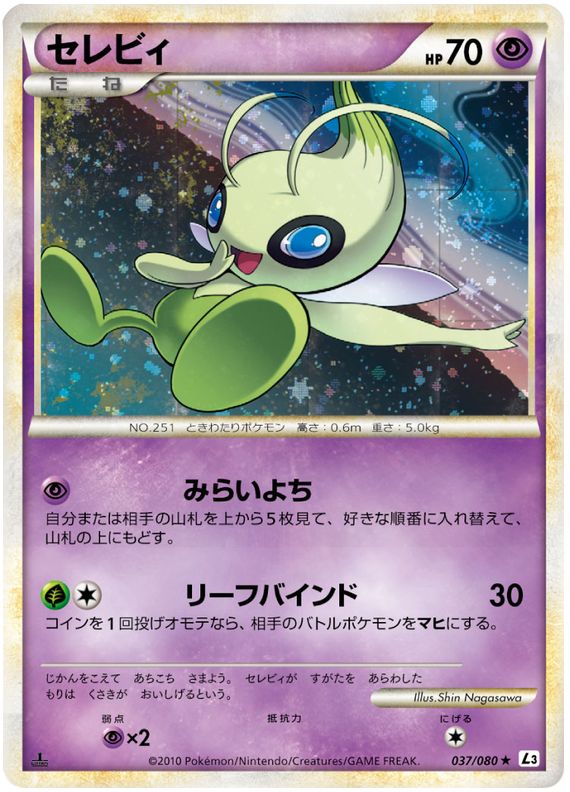 セレビィ HP70
たね
NO.251 ときわたりポケモン 高さ：0.6m 重さ：5.0kg
みらいよち
自分または相手の山札を上から5枚見て、好きな順番に入れ替えて、
山札の上にもどす。
リーフバインド 30
コインを1回投げオモテなら、相手のバトルポケモンをマヒにする。
じかんをこえて あちこち さまよう。 セレビィが すがたを あらわした
もりは くさきが おいしげるという。
Illus.Shin Nagasawa
弱点 抵抗力 にげる
×2
©2010 Pokémon/Nintendo/Creatures/GAME FREAK.
037/080 ★ L3